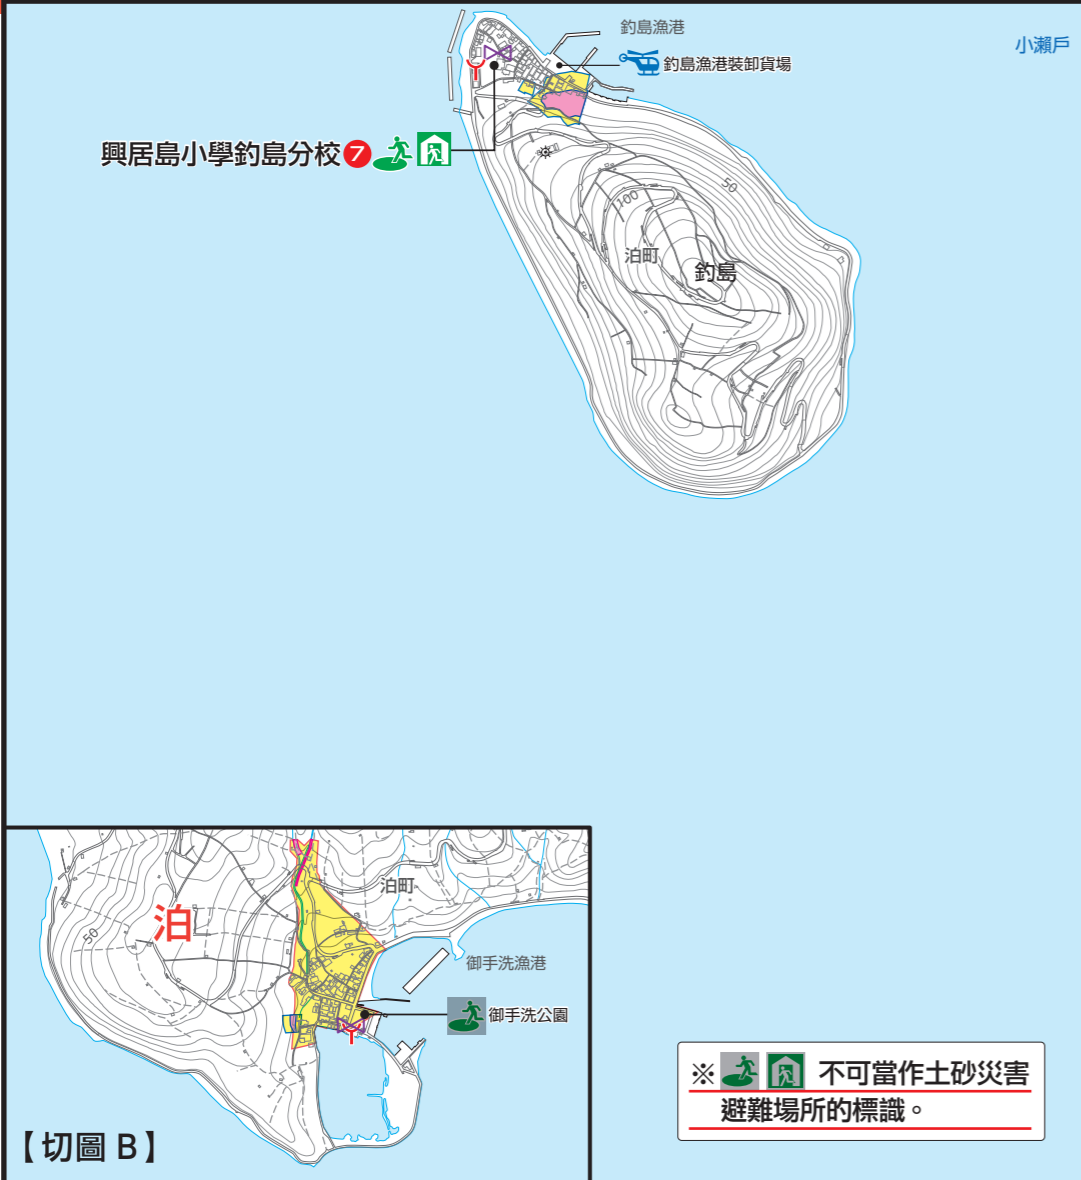 釣島漁港
小瀬戶
釣島漁港裝卸貨場
興居島小學釣島分校 7
50
100
泊町
釣島
泊町
泊
50
御手洗漁港
御手洗公園
※ 不可當作土砂災害
避難場所的標識。
【切圖 B】